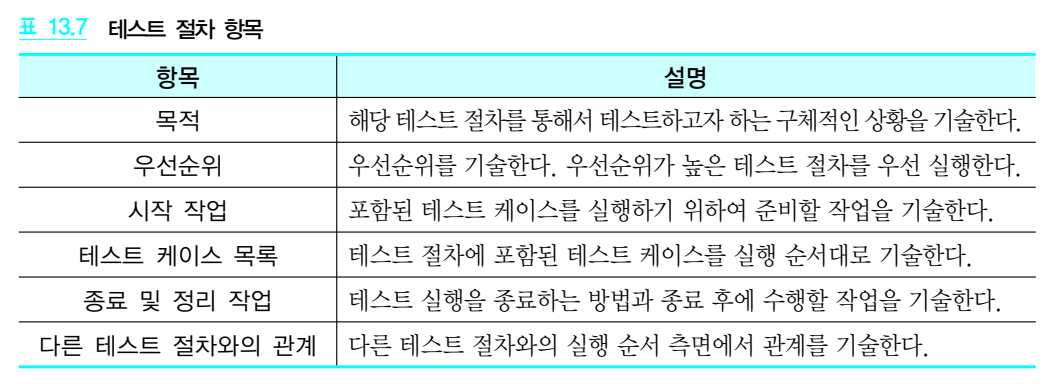 표 13.7 테스트 절차 항목
항목 설명
목적 해당 테스트 절차를 통해서 테스트하고자 하는 구체적인 상황을 기술한다.
우선순위 우선순위를 기술한다. 우선순위가 높은 테스트 절차를 우선 실행한다.
시작 작업 포함된 테스트 케이스를 실행하기 위하여 준비할 작업을 기술한다.
테스트 케이스 목록 테스트 절차에 포함된 테스트 케이스를 실행 순서대로 기술한다.
종료 및 정리 작업 테스트 실행을 종료하는 방법과 종료 후에 수행할 작업을 기술한다.
다른 테스트 절차와의 관계 다른 테스트 절차와의 실행 순서 측면에서 관계를 기술한다.